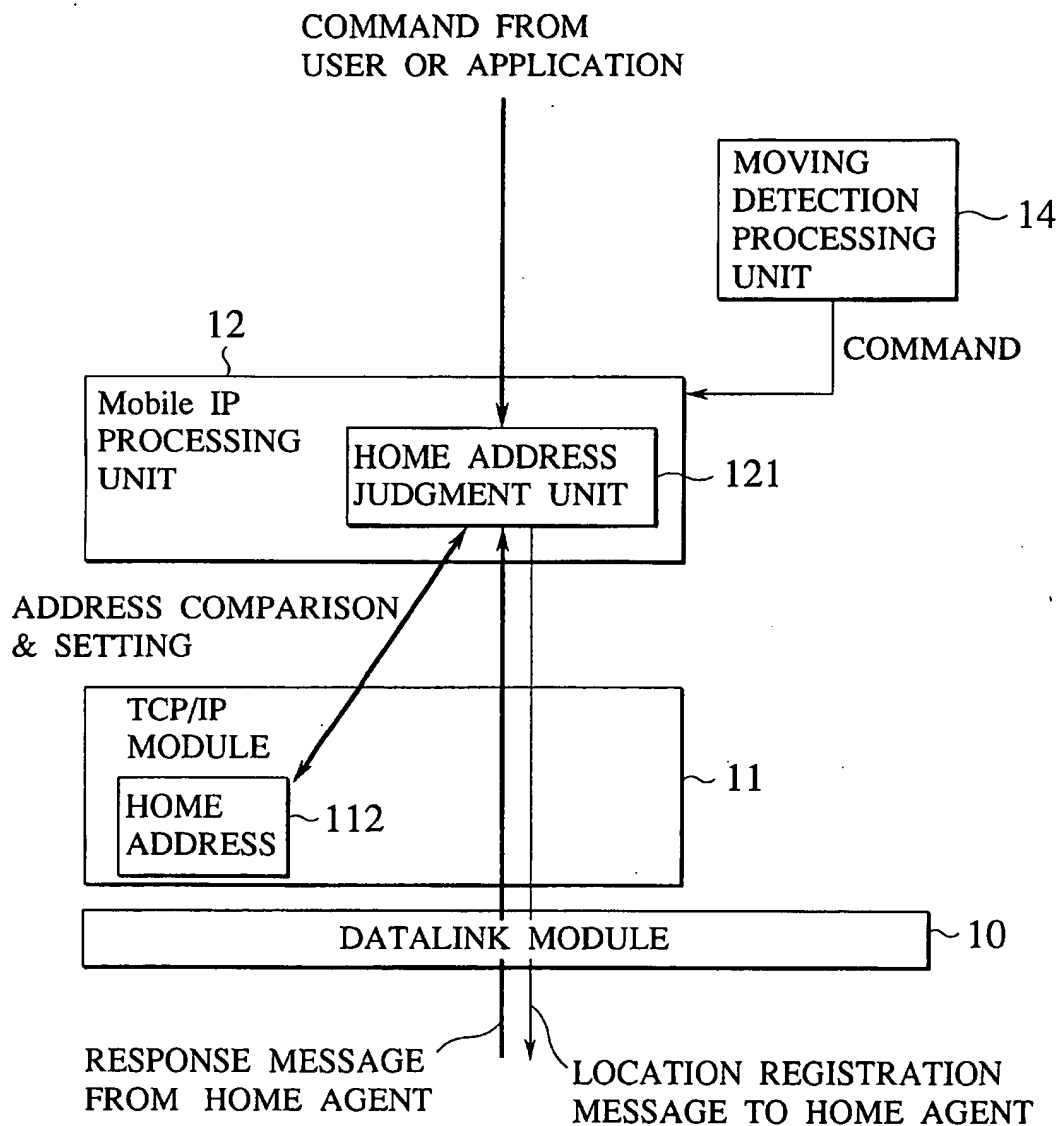 COMMAND FROM
USER OR APPLICATION
MOVING
DETECTION
PROCESSING
UNIT
14
12
COMMAND
Mobile IP
PROCESSING
UNIT
HOME ADDRESS
JUDGMENT UNIT
121
ADDRESS COMPARISON
& SETTING
TCP/IP
MODULE
11
HOME
ADDRESS
112
DATALINK MODULE
10
RESPONSE MESSAGE
FROM HOME AGENT
LOCATION REGISTRATION
MESSAGE TO HOME AGENT